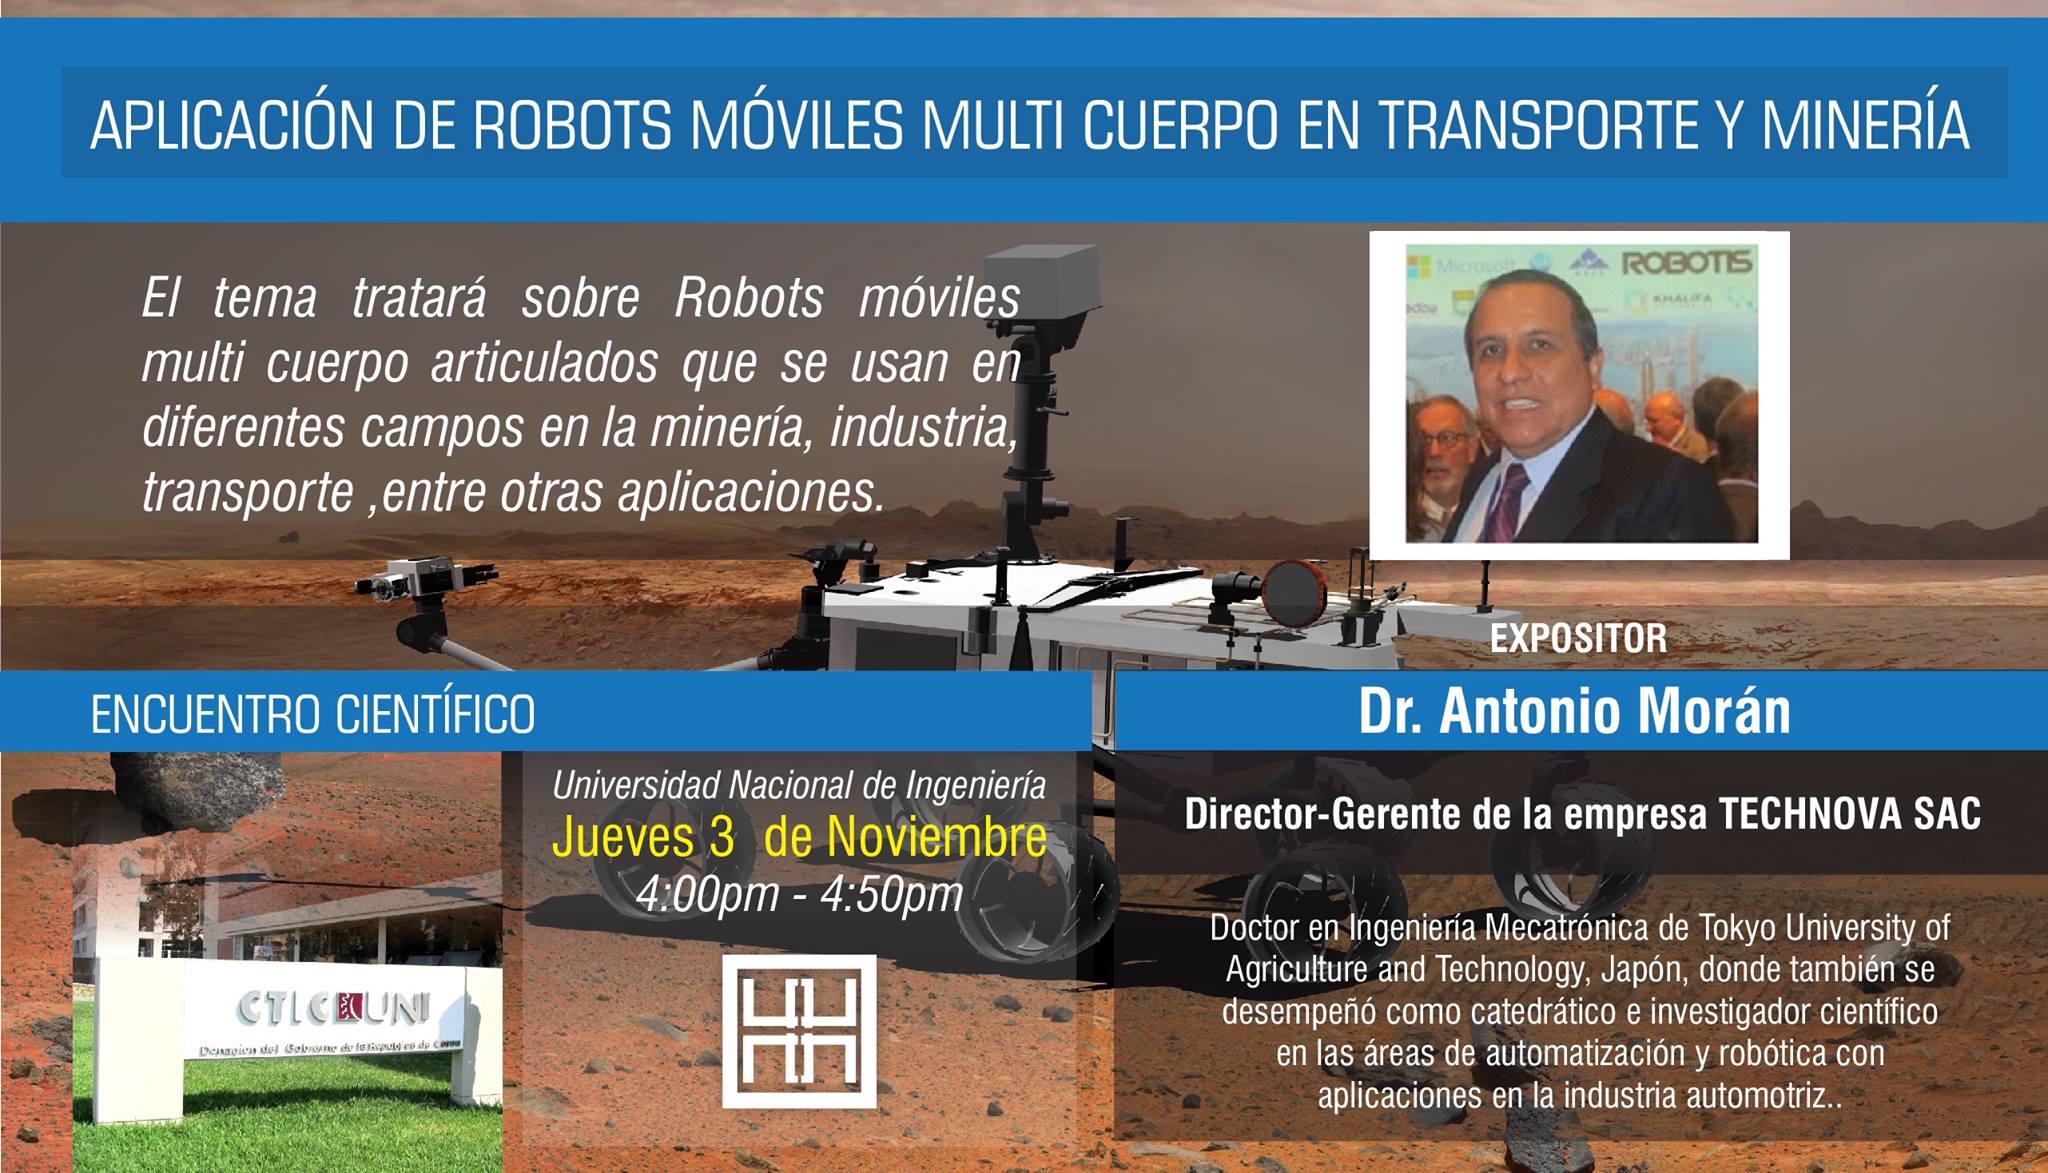 APLICACIÓN DE ROBOTS MÓVILES MULTI CUERPO EN TRANSPORTE Y MINERÍA
El tema tratará sobre Robots móviles
multi cuerpo articulados que se usan en
diferentes campos en la minería, industria,
transporte ,entre otras aplicaciones.
Microsoft
ROBOTIS
KHALIFA
EXPOSITOR
Dr. Antonio Morán
Director-Gerente de la empresa TECHNOVA SAC
Doctor en Ingeniería Mecatrónica de Tokyo University of
Agriculture and Technology, Japón, donde también se
desempeñó como catedrático e investigador científico
en las áreas de automatización y robótica con
aplicaciones en la industria automotriz..
ENCUENTRO CIENTÍFICO
Universidad Nacional de Ingeniería
Jueves 3 de Noviembre
4:00pm - 4:50pm
CTIC UNI
Donacion del Gobierno de la Republica de Corea